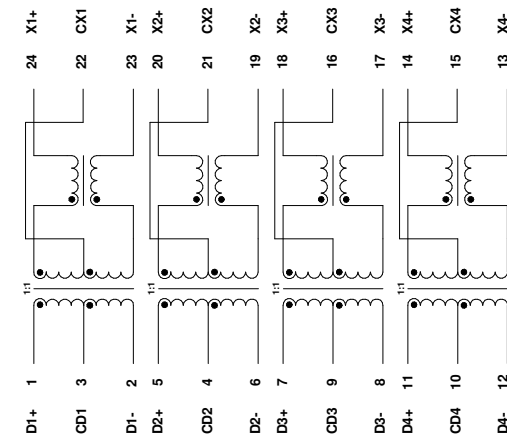 X1+ CX1 X1- X2+ CX2 X2- X3+ CX3 X3- X4+ CX4 X4-
24 22 23 20 21 19 18 16 17 14 15 13
1:1 1:1 1:1 1:1
1 3 2 5 4 6 7 9 8 11 10 12
D1+ CD1 D1- D2+ CD2 D2- D3+ CD3 D3- D4+ CD4 D4-